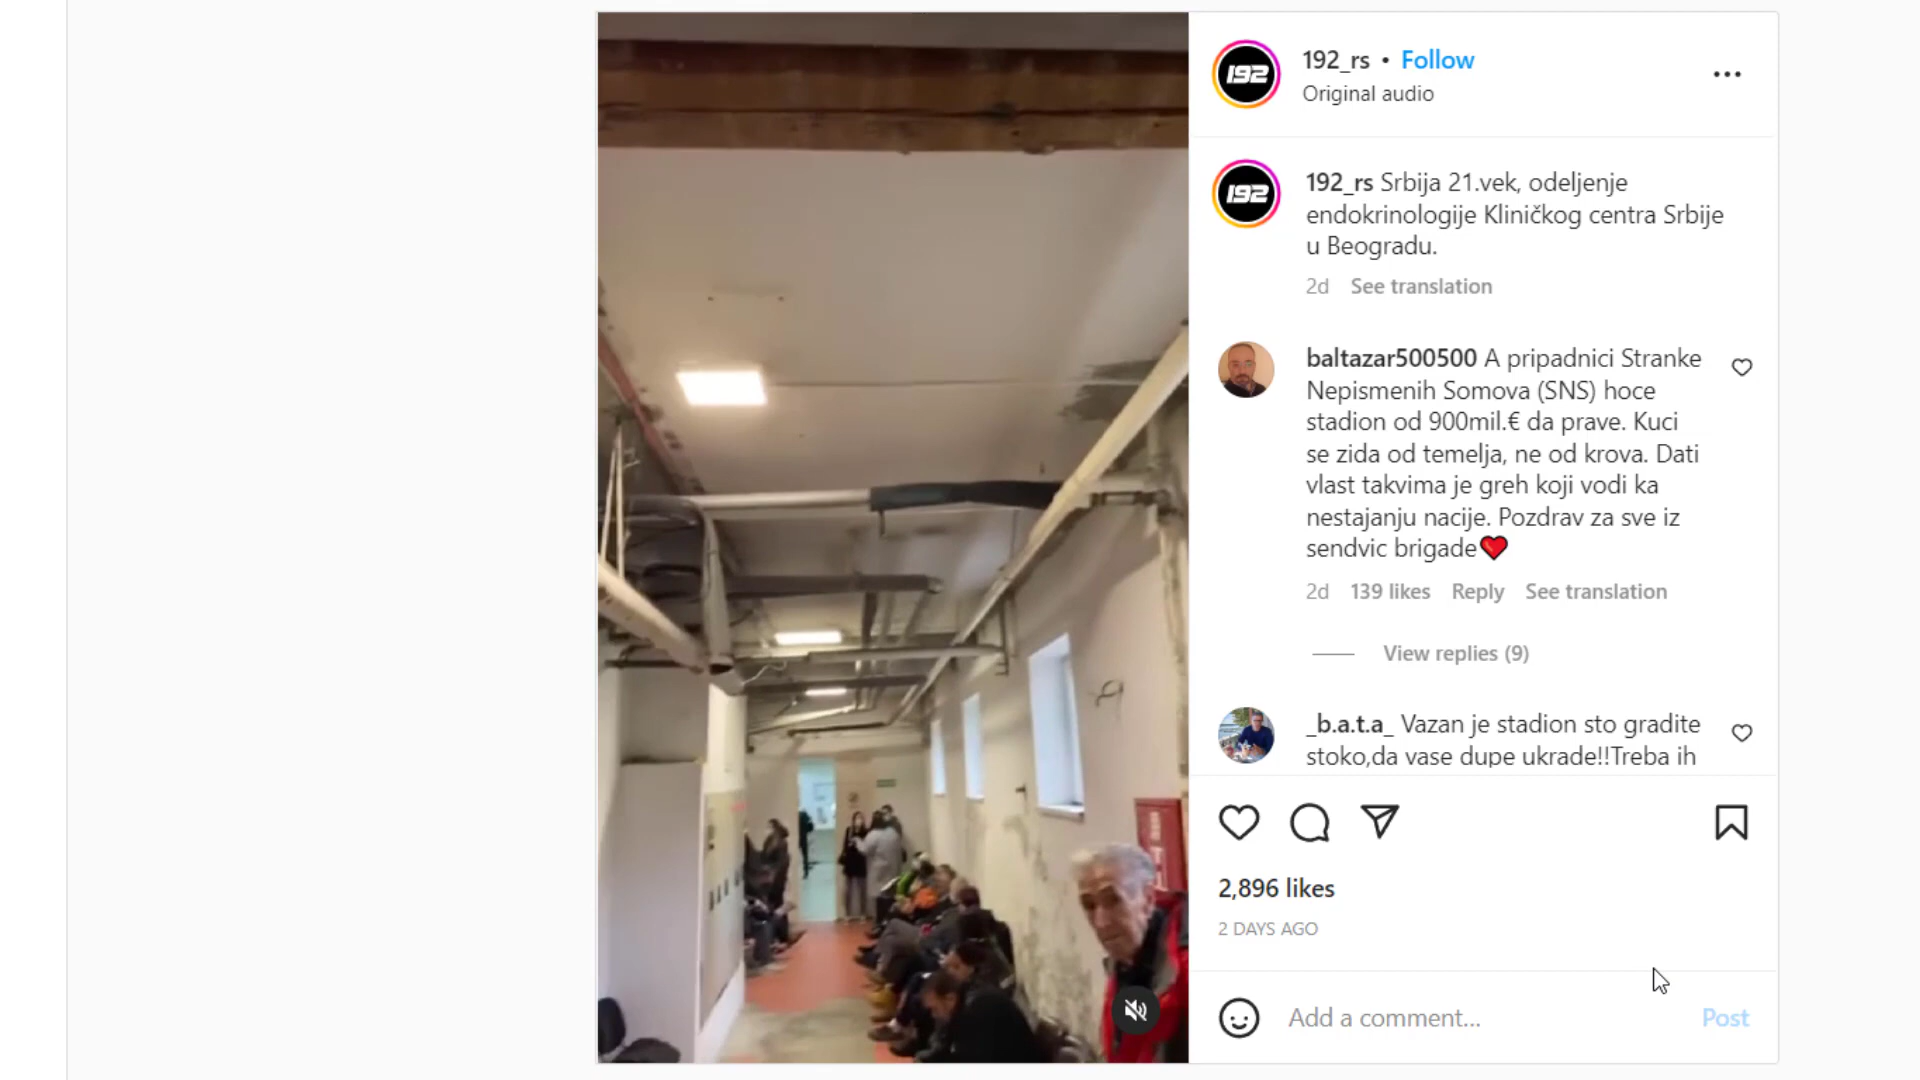 192_rs • Follow
Original audio
192_rs Srbija 21.vek, odeljenje
endokrinologije Kliničkog centra Srbije
u Beogradu.
2d See translation
baltazar500500 A pripadnici Stranke
Nepismenih Somova (SNS) hoce
stadion od 900mil.€ da prave. Kuci
se zida od temelja, ne od krova. Dati
vlast takvima je greh koji vodi ka
nestajanju nacije. Pozdrav za sve iz
sendvic brigade❤️
2d 139 likes Reply See translation
View replies (9)
_b.a.t.a_ Vazan je stadion sto gradite
stoko,da vase dupe ukrade!!Treba ih
2,896 likes
2 DAYS AGO
Add a comment...
Post
192
192